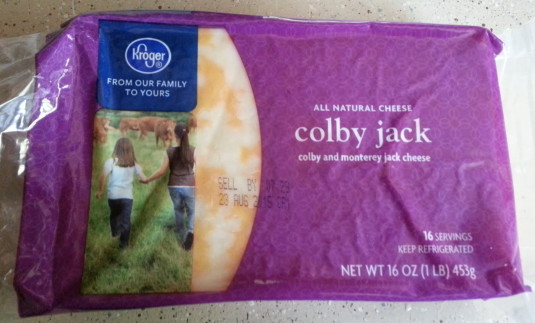 Kroger®
FROM OUR FAMILY
TO YOURS
ALL NATURAL CHEESE
colby jack
colby and monterey jack cheese
SELL BY
28 AUG
16 SERVINGS
KEEP REFRIGERATED
NET WT 16 OZ (1 LB) 453g